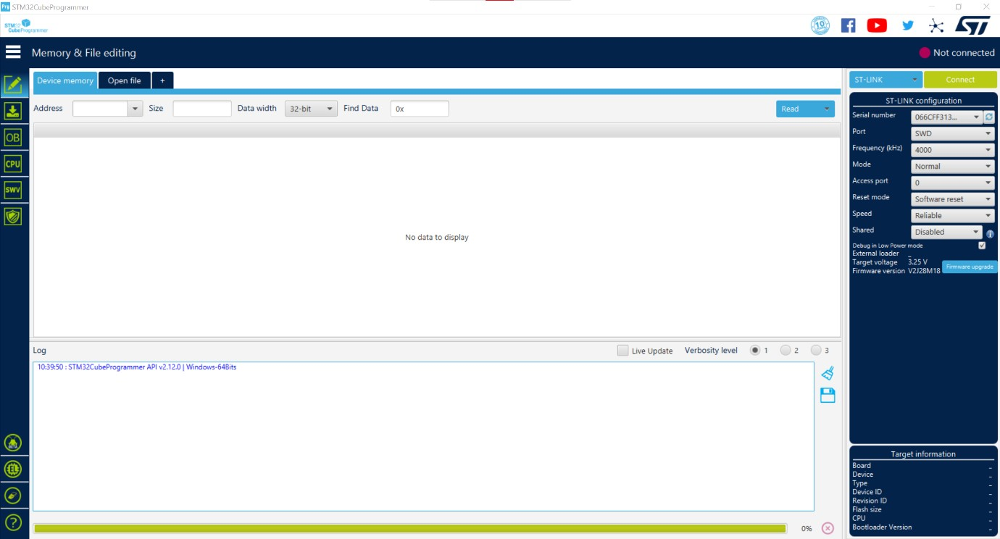 Prg STM32CubeProgrammer
STM32
CubeProgrammer
10
ST
Memory & File editing
Not connected
Device memory Open file +
Address Size Data width 32-bit Find Data 0x Read
No data to display
OB
CPU
SWV
Log Live Update Verbosity level 1 2 3
10:39:50 : STM32CubeProgrammer API v2.12.0 | Windows-64Bits
BETA
EL
?
0%
ST-LINK Connect
ST-LINK configuration
Serial number 066CFF313...
Port SWD
Frequency (kHz) 4000
Mode Normal
Access port 0
Reset mode Software reset
Speed Reliable
Shared Disabled
Debug in Low Power mode
External loader _
Target voltage 3.25 V
Firmware version V2J28M18 Firmware upgrade
Target information
Board _
Device _
Type _
Device ID _
Revision ID _
Flash size _
CPU _
Bootloader Version _